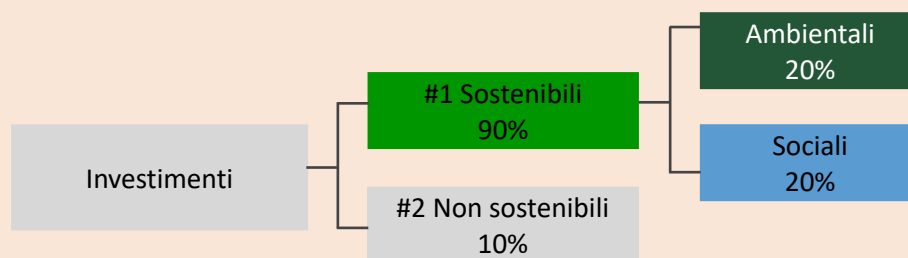 Investimenti
#1 Sostenibili
90%
#2 Non sostenibili
10%
Ambientali
20%
Sociali
20%